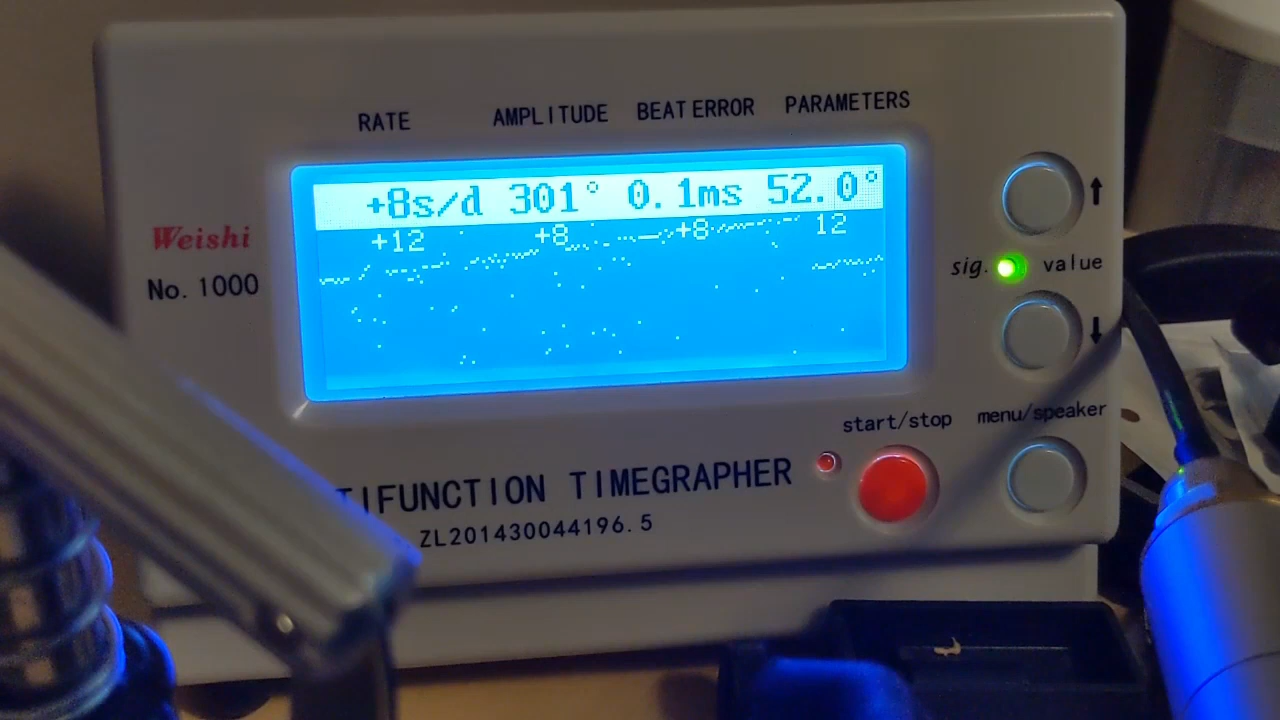 RATE AMPLITUDE BEAT ERROR PARAMETERS
+8s/d 301° 0.1ms 52.0°
+12 +8 +8 12
Weishi
No. 1000
sig. value
start/stop menu/speaker
TIFUNCTION TIMEGRAPHER
ZL201430044196.5